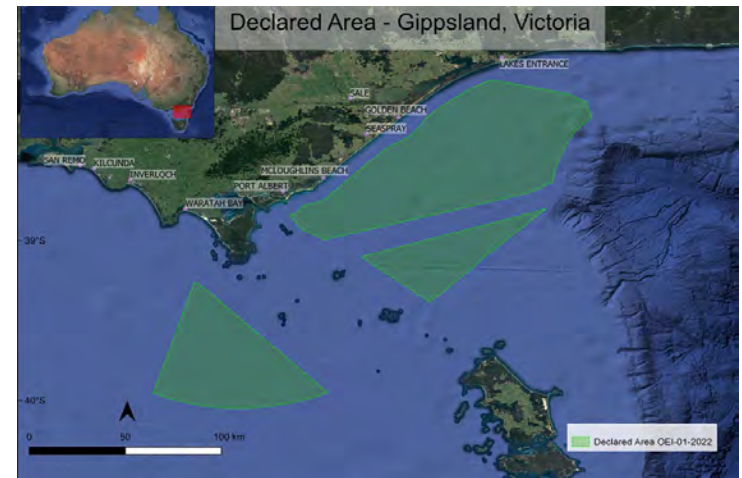 Declared Area - Gippsland, Victoria
LAKES ENTRANCE
SALE
GOLDEN BEACH
SEASPRAY
SAN REMO
KILCUNDA
MCLOUGHLINS BEACH
INVERLOCH
PORT ALBERT
WARATAH BAY
39°S
40°S
0 50 100 km
Declared Area OEI-01-2022